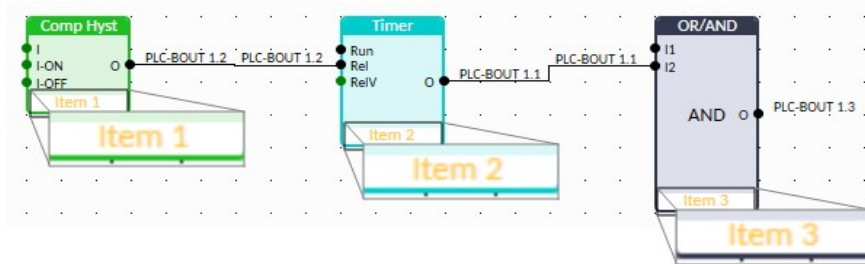 Comp Hyst
I
I-ON
I-OFF
O
Item 1
Item 1
PLC-BOUT 1.2
PLC-BOUT 1.2
Timer
Run
Rel
RelV
O
Item 2
Item 2
PLC-BOUT 1.1
PLC-BOUT 1.1
OR/AND
I1
I2
AND
O
PLC-BOUT 1.3
Item 3
Item 3